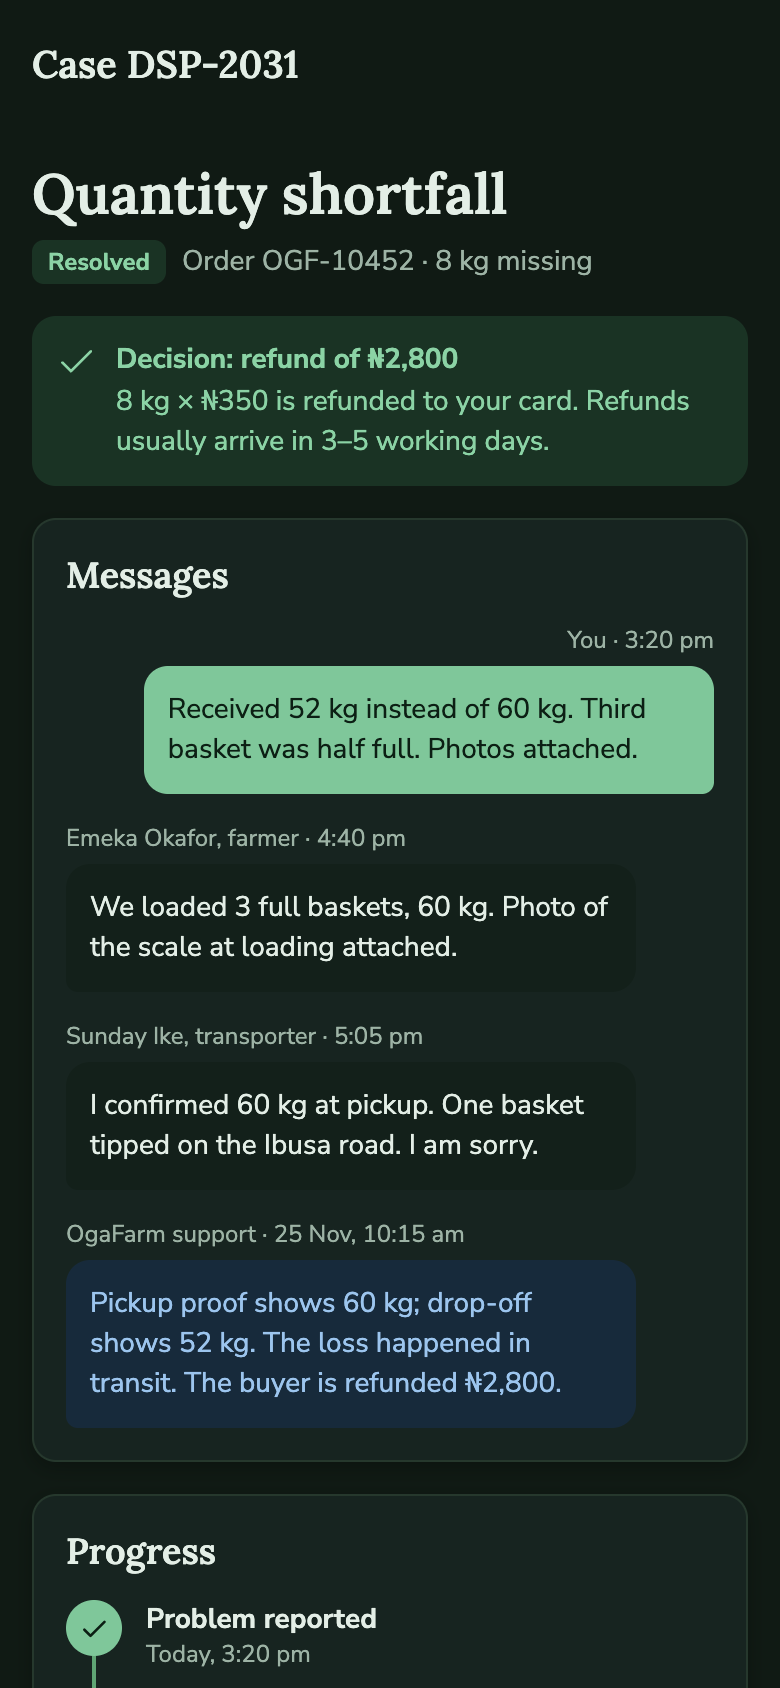 Case DSP-2031
Quantity shortfall
Resolved
Order OGF-10452 · 8 kg missing
Decision: refund of ₦2,800
8 kg × ₦350 is refunded to your card. Refunds
usually arrive in 3–5 working days.
Messages
You · 3:20 pm
Received 52 kg instead of 60 kg. Third
basket was half full. Photos attached.
Emeka Okafor, farmer · 4:40 pm
We loaded 3 full baskets, 60 kg. Photo of
the scale at loading attached.
Sunday Ike, transporter · 5:05 pm
I confirmed 60 kg at pickup. One basket
tipped on the Ibusa road. I am sorry.
OgaFarm support · 25 Nov, 10:15 am
Pickup proof shows 60 kg; drop-off
shows 52 kg. The loss happened in
transit. The buyer is refunded ₦2,800.
Progress
Problem reported
Today, 3:20 pm